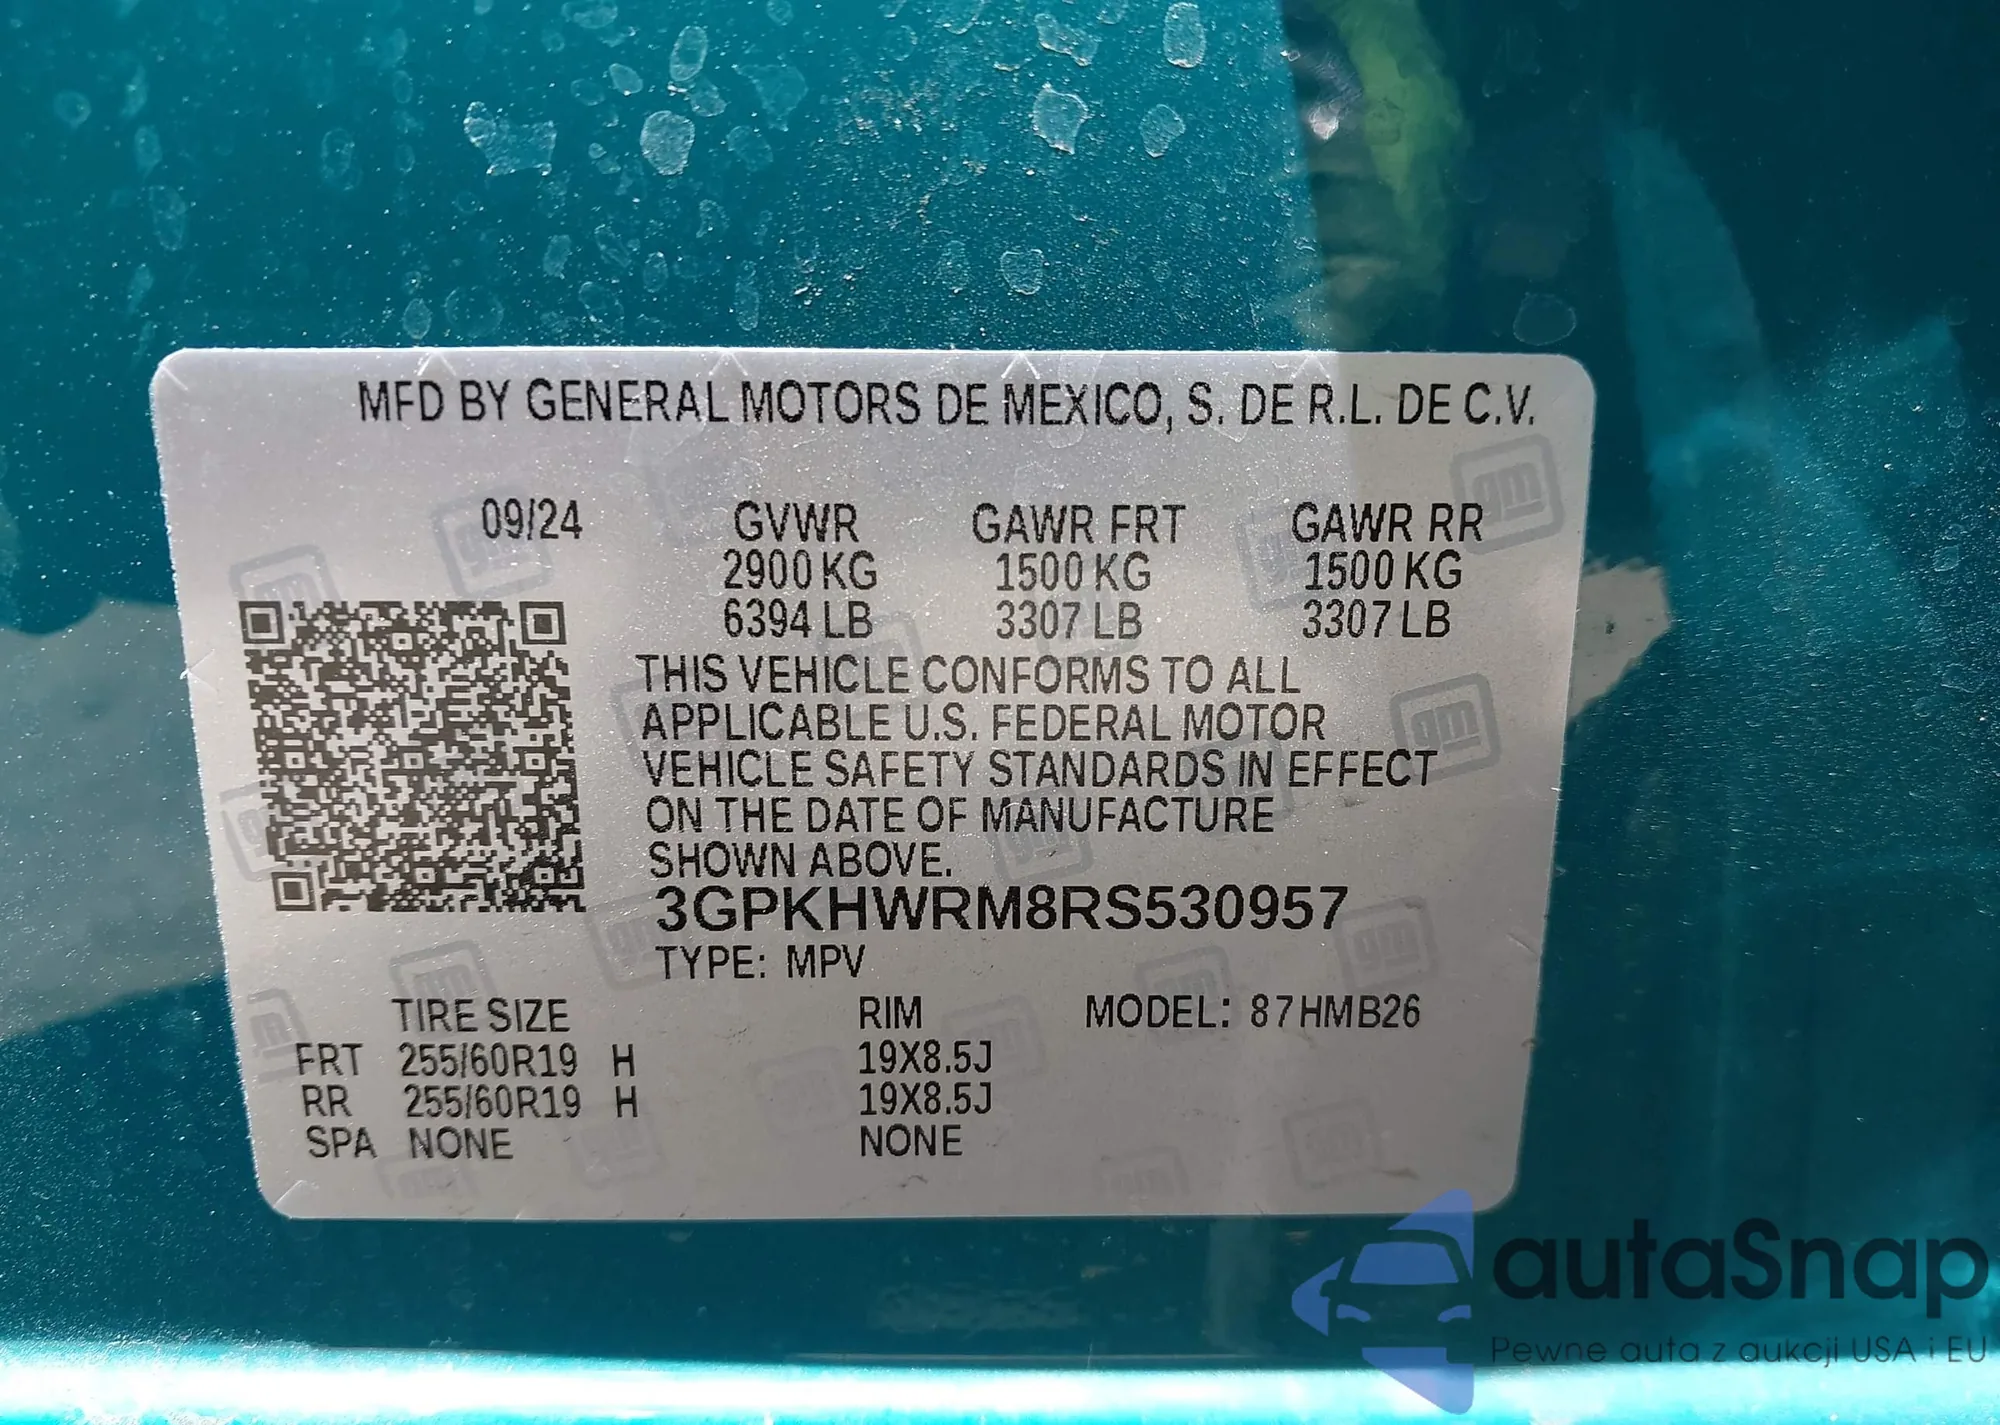 MFD BY GENERAL MOTORS DE MEXICO, S. DE R.L. DE C.V.
09/24 GVWR GAWR FRT GAWR RR
2900 KG 1500 KG 1500 KG
6394 LB 3307 LB 3307 LB
THIS VEHICLE CONFORMS TO ALL
APPLICABLE U.S. FEDERAL MOTOR
VEHICLE SAFETY STANDARDS IN EFFECT
ON THE DATE OF MANUFACTURE
SHOWN ABOVE.
3GPKHWRM8RS530957
TYPE: MPV
TIRE SIZE RIM MODEL: 87HMB26
FRT 255/60R19 H 19X8.5J
RR 255/60R19 H 19X8.5J
SPA NONE NONE
gm
autaSnap
Pewne auta z aukcji USA i EU